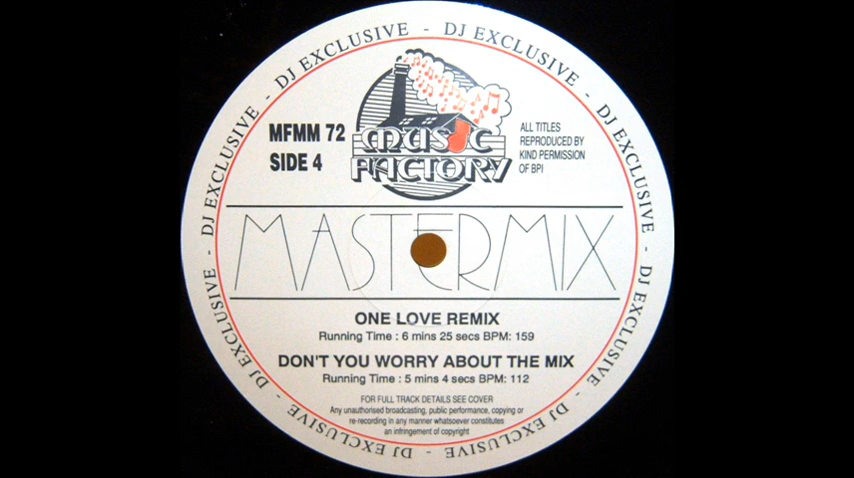 DJ EXCLUSIVE - DJ EXCLUSIVE - DJ EXCLUSIVE - DJ EXCLUSIVE - DJ EXCLUSIVE - DJ EXCLUSIVE - DJ EXCLUSIVE - DJ EXCLUSIVE -
MFMM 72
SIDE 4
MUSIC
FACTORY
ALL TITLES
REPRODUCED BY
KIND PERMISSION
OF BPI
MASTERMIX
ONE LOVE REMIX
Running Time : 6 mins 25 secs BPM: 159
DON'T YOU WORRY ABOUT THE MIX
Running Time : 5 mins 4 secs BPM: 112
FOR FULL TRACK DETAILS SEE COVER
Any unauthorised broadcasting, public performance, copying or
re-recording in any manner whatsoever constitutes
an infringement of copyright